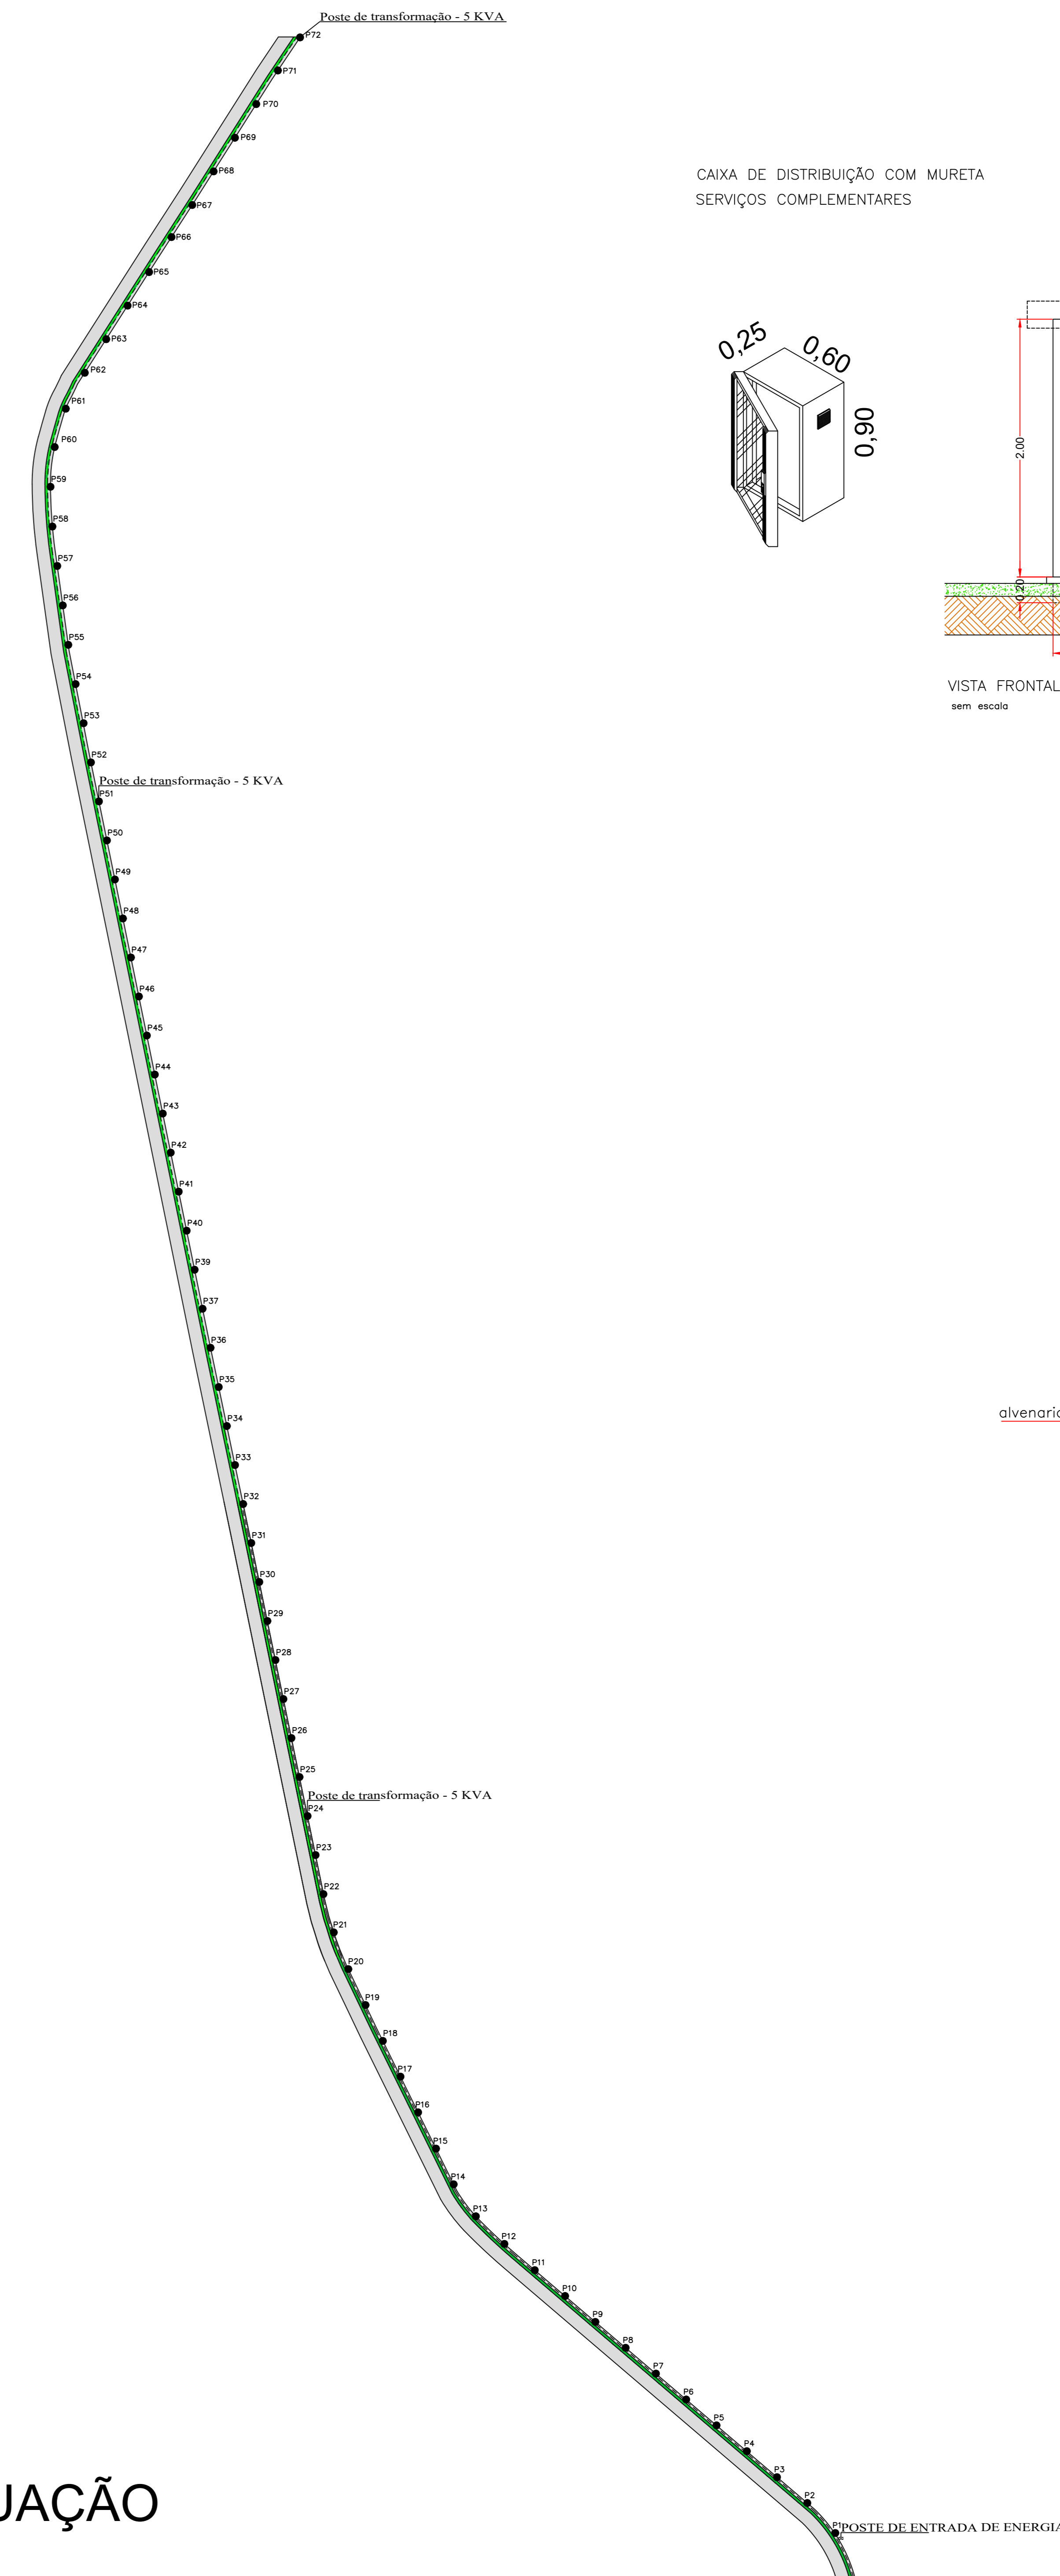 Poste de transformação - 5 KVA
P72
P71
P70
P69
CAIXA DE DISTRIBUIÇÃO COM MURETA
P68
SERVIÇOS COMPLEMENTARES
P67
P66
P65
P64
0,25
0,60
P63
P62
P61
0,90
P60
2.00
P59
P58
P57
0.20
P56
P55
P54
VISTA FRONTAL
sem escala
P53
P52
Poste de transformação - 5 KVA
P51
P50
P49
P48
P47
P46
P45
P44
P43
P42
P41
P40
P39
P37
P36
P35
alvenaria
P34
P33
P32
P31
P30
P29
P28
P27
P26
P25
Poste de transformação - 5 KVA
P24
P23
P22
P21
P20
P19
P18
P17
P16
P15
P14
P13
P12
P11
P10
P9
P8
P7
P6
P5
P4
P3
UAÇÃO
P2
P1
POSTE DE ENTRADA DE ENERGIA